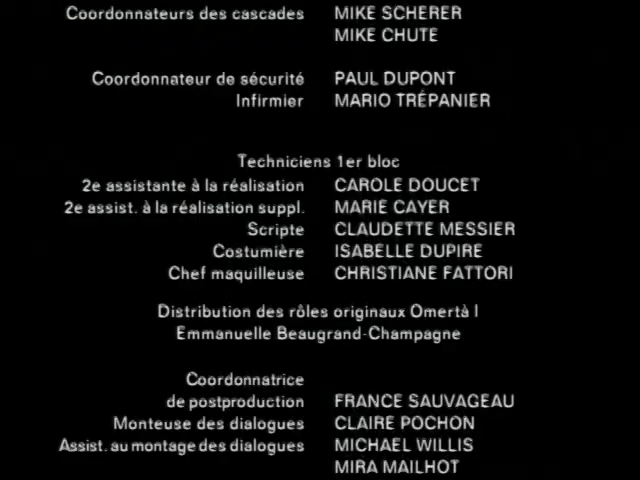 Coordonnateurs des cascades MIKE SCHERER
MIKE CHUTE
Coordonnateur de sécurité PAUL DUPONT
Infirmier MARIO TRÉPANIER
Techniciens 1er bloc
2e assistante à la réalisation CAROLE DOUCET
2e assist. à la réalisation suppl. MARIE CAYER
Scripte CLAUDETTE MESSIER
Costumière ISABELLE DUPIRE
Chef maquilleuse CHRISTIANE FATTORI
Distribution des rôles originaux Omertà I
Emmanuelle Beaugrand-Champagne
Coordonnatrice
de postproduction FRANCE SAUVAGEAU
Monteuse des dialogues CLAIRE POCHON
Assist. au montage des dialogues MICHAEL WILLIS
MIRA MAILHOT